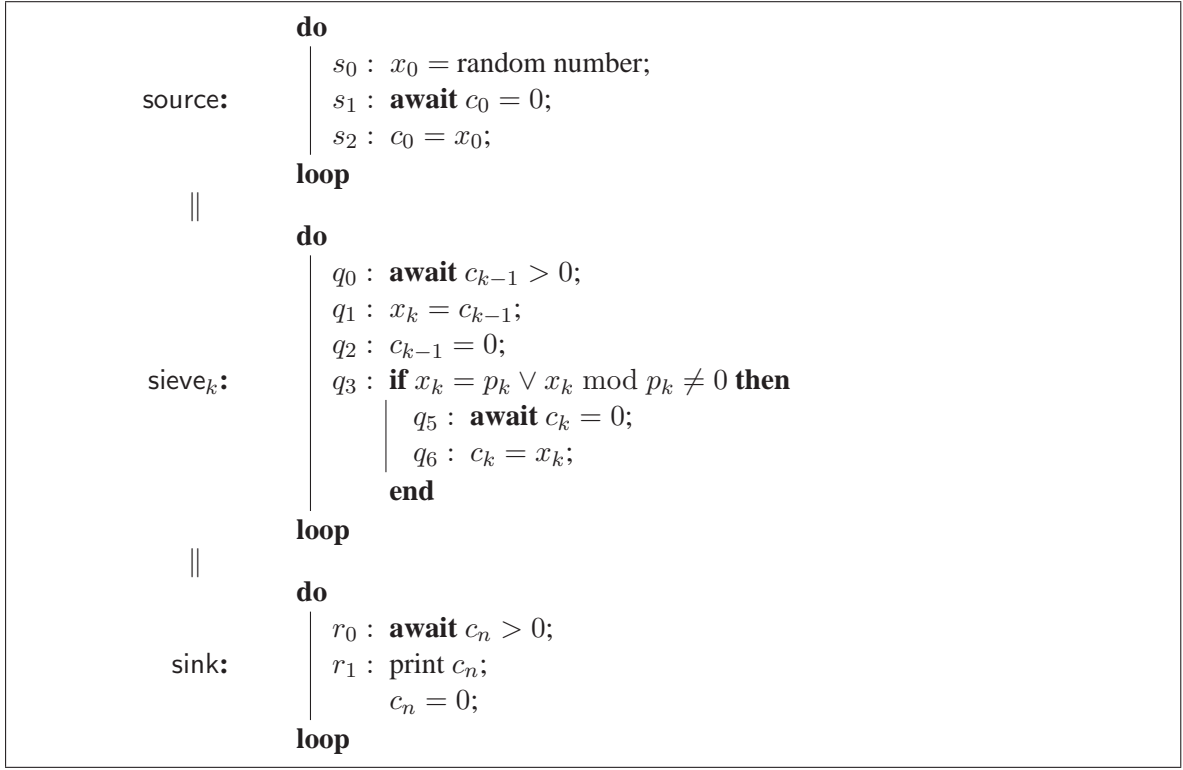 do
s₀ : x₀ = random number;
source: s₁ : await c₀ = 0;
s₂ : c₀ = x₀;
loop
∥
do
q₀ : await cₖ₋₁ > 0;
q₁ : xₖ = cₖ₋₁;
q₂ : cₖ₋₁ = 0;
sieveₖ: q₃ : if xₖ = pₖ ∨ xₖ mod pₖ ≠ 0 then
q₅ : await cₖ = 0;
q₆ : cₖ = xₖ;
end
loop
∥
do
r₀ : await cₙ > 0;
sink: r₁ : print cₙ;
cₙ = 0;
loop